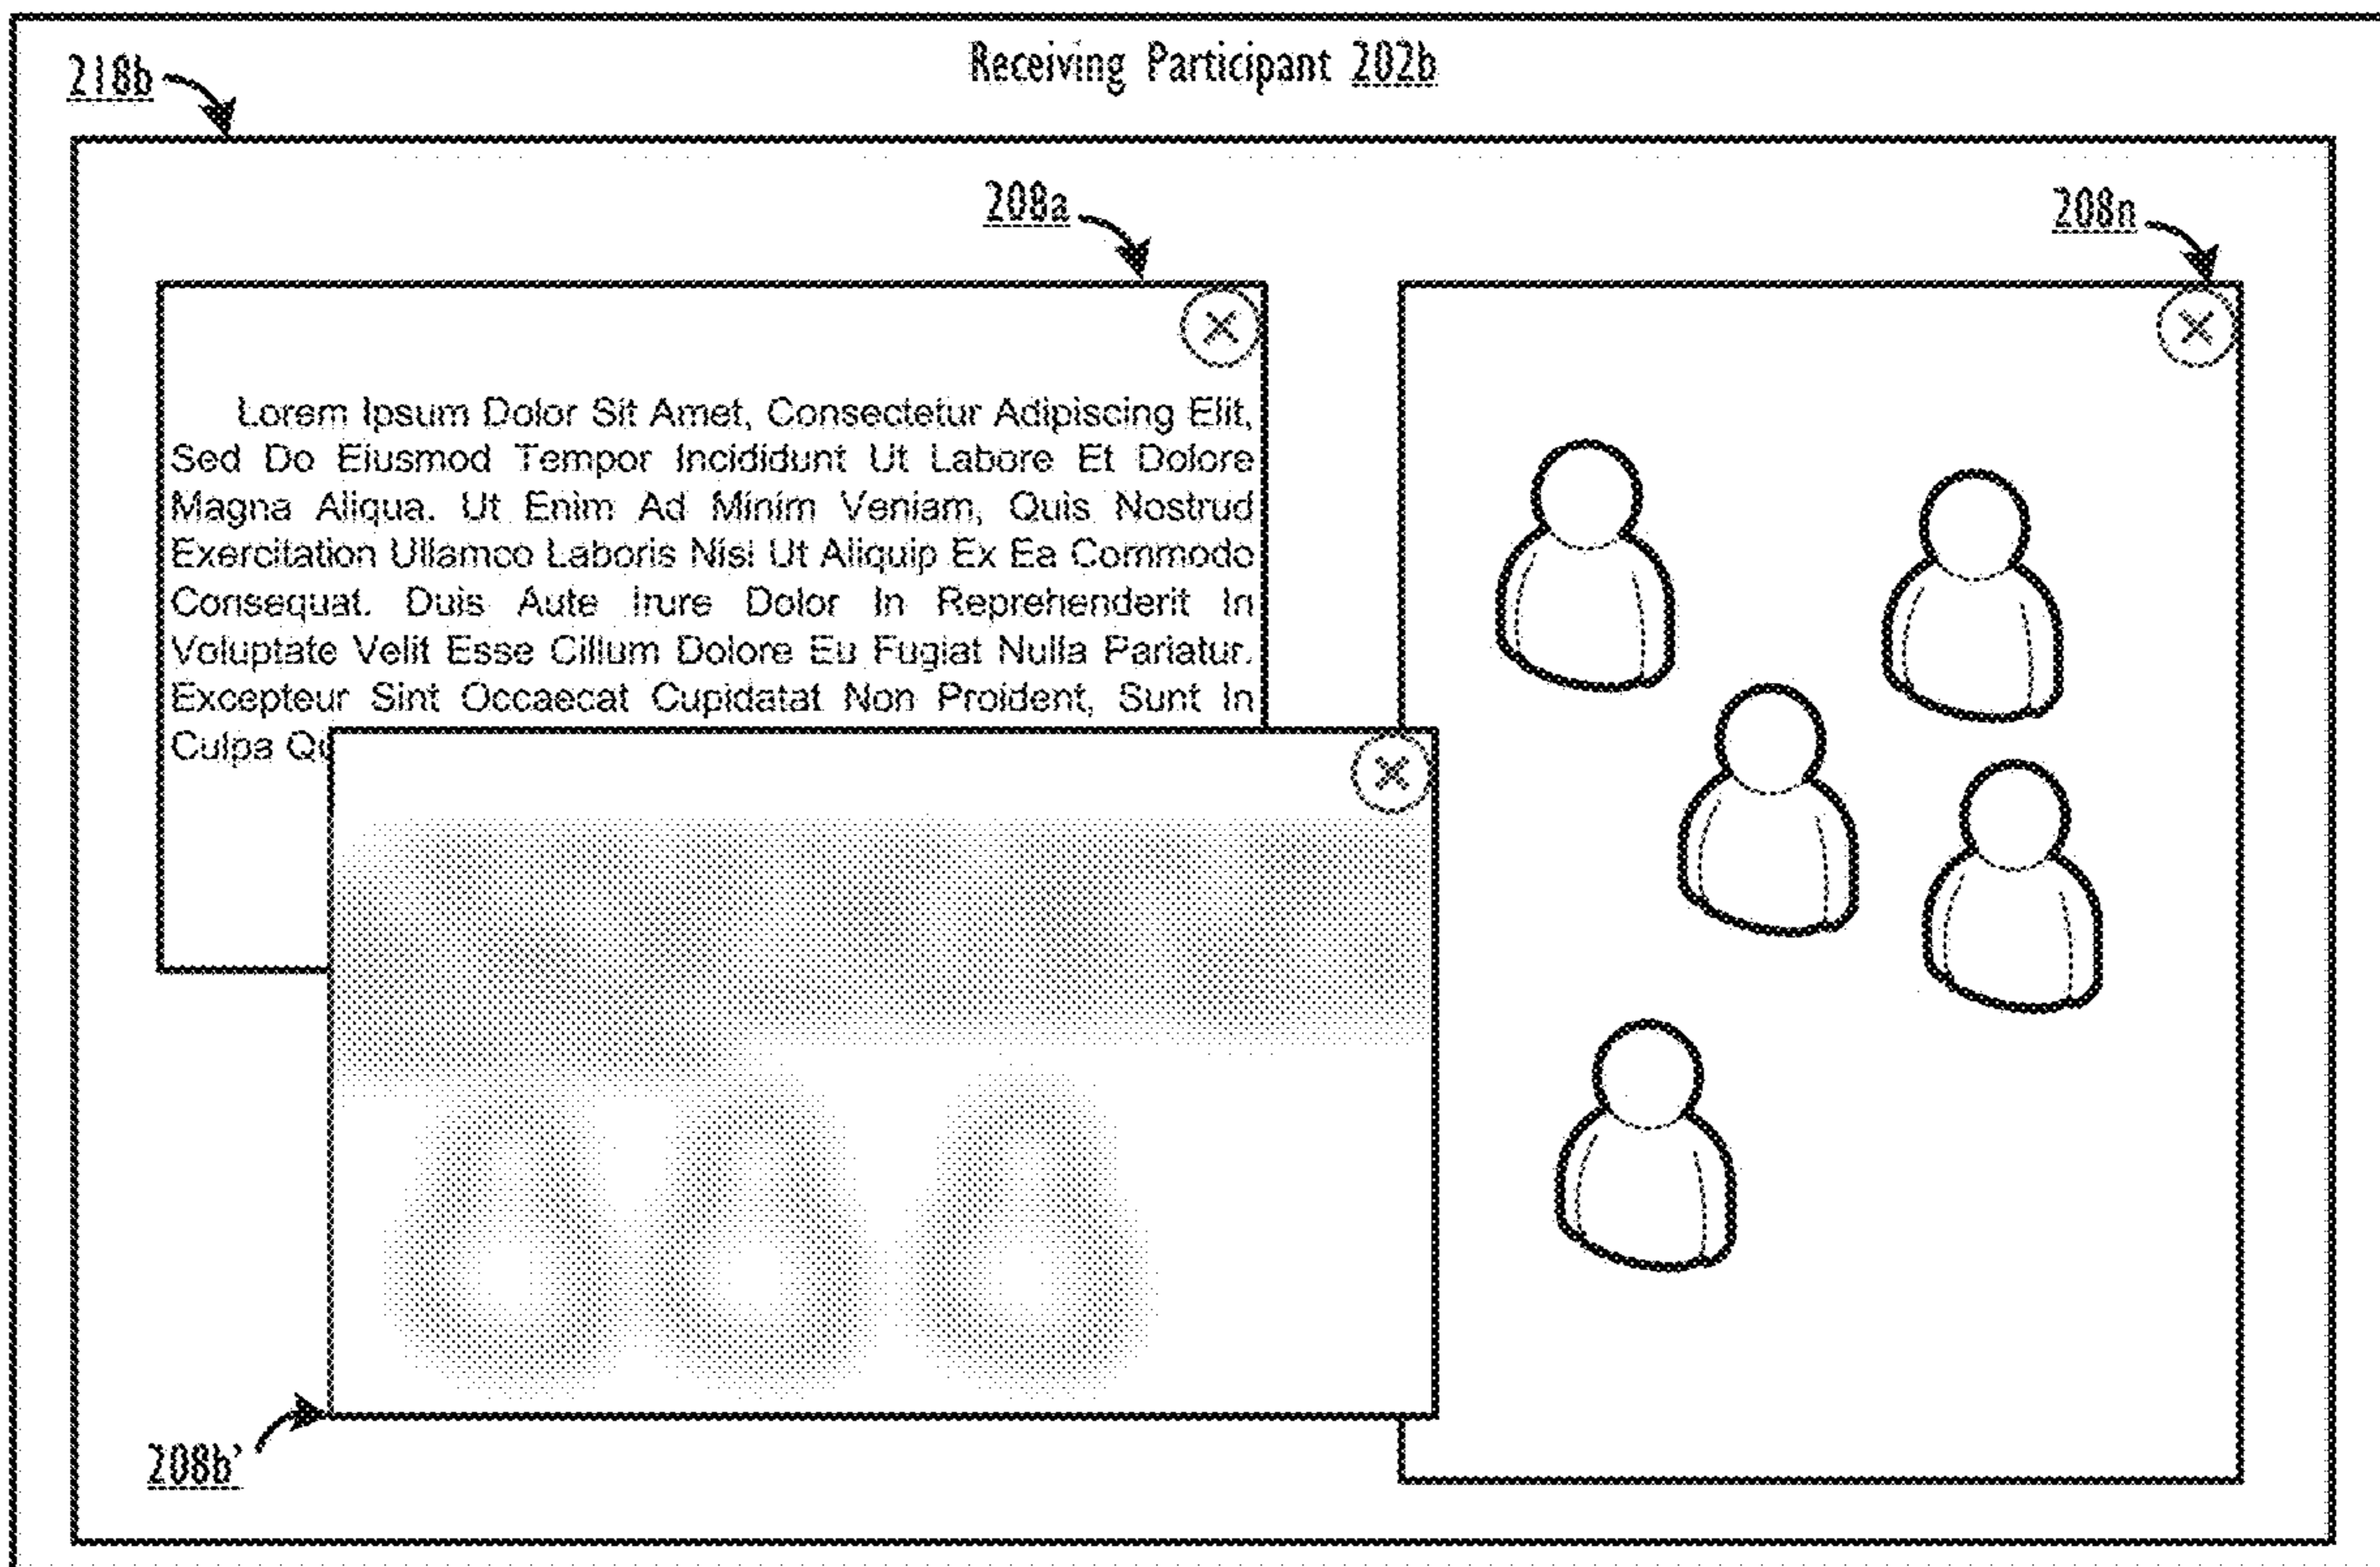 Receiving Participant 202b
218b
208a
208n
Lorem Ipsum Dolor Sit Amet, Consectetur Adipiscing Elit,
Sed Do Eiusmod Tempor Incididunt Ut Labore Et Dolore
Magna Aliqua. Ut Enim Ad Minim Veniam, Quis Nostrud
Exercitation Ullamco Laboris Nisi Ut Aliquip Ex Ea Commodo
Consequat. Duis Aute Irure Dolor In Reprehenderit In
Voluptate Velit Esse Cillum Dolore Eu Fugiat Nulla Pariatur.
Excepteur Sint Occaecat Cupidatat Non Proident, Sunt In
Culpa
208b'